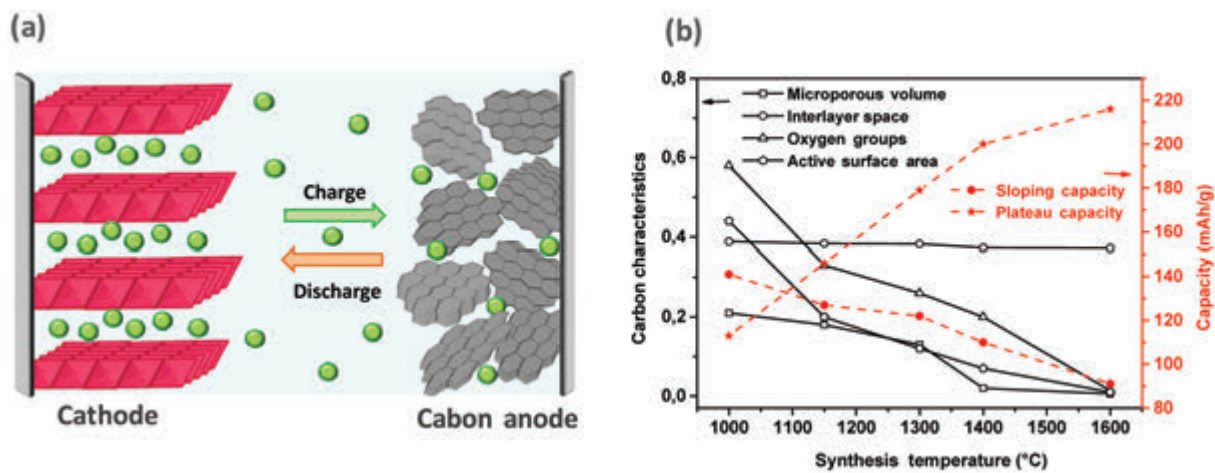 (a)
Charge
Discharge
Cathode
Cabon anode
(b)
Microporous volume
Interlayer space
Oxygen groups
Active surface area
Sloping capacity
Plateau capacity
Carbon characteristics
0,8
0,6
0,4
0,2
0,0
Capacity (mAh/g)
220
200
180
160
140
120
100
80
1000 1100 1200 1300 1400 1500 1600
Synthesis temperature (°C)